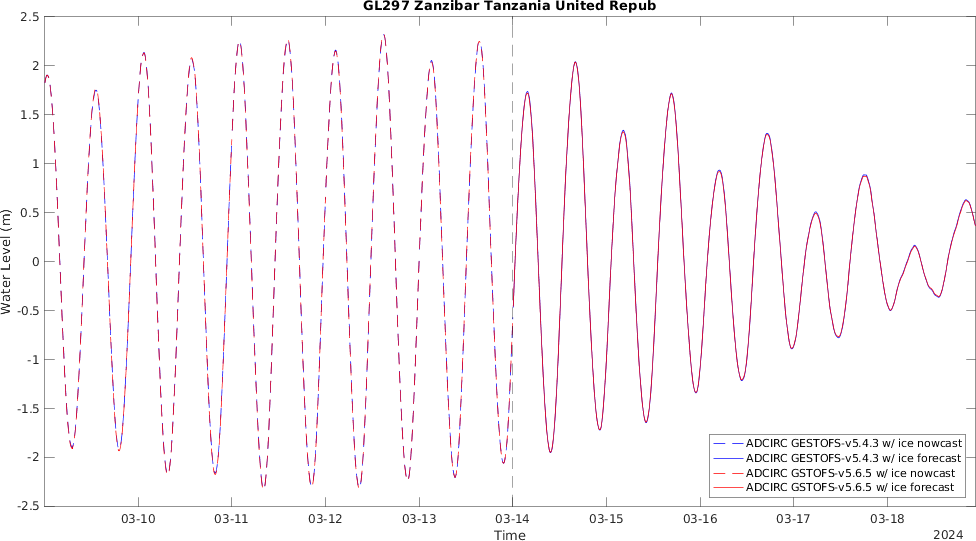 GL297 Zanzibar Tanzania United Repub
2.5
2
1.5
1
0.5
0
-0.5
-1
-1.5
-2
-2.5
Water Level (m)
ADCIRC GESTOFS-v5.4.3 w/ ice nowcast
ADCIRC GESTOFS-v5.4.3 w/ ice forecast
ADCIRC GSTOFS-v5.6.5 w/ ice nowcast
ADCIRC GSTOFS-v5.6.5 w/ ice forecast
03-10 03-11 03-12 03-13 03-14 03-15 03-16 03-17 03-18
Time
2024